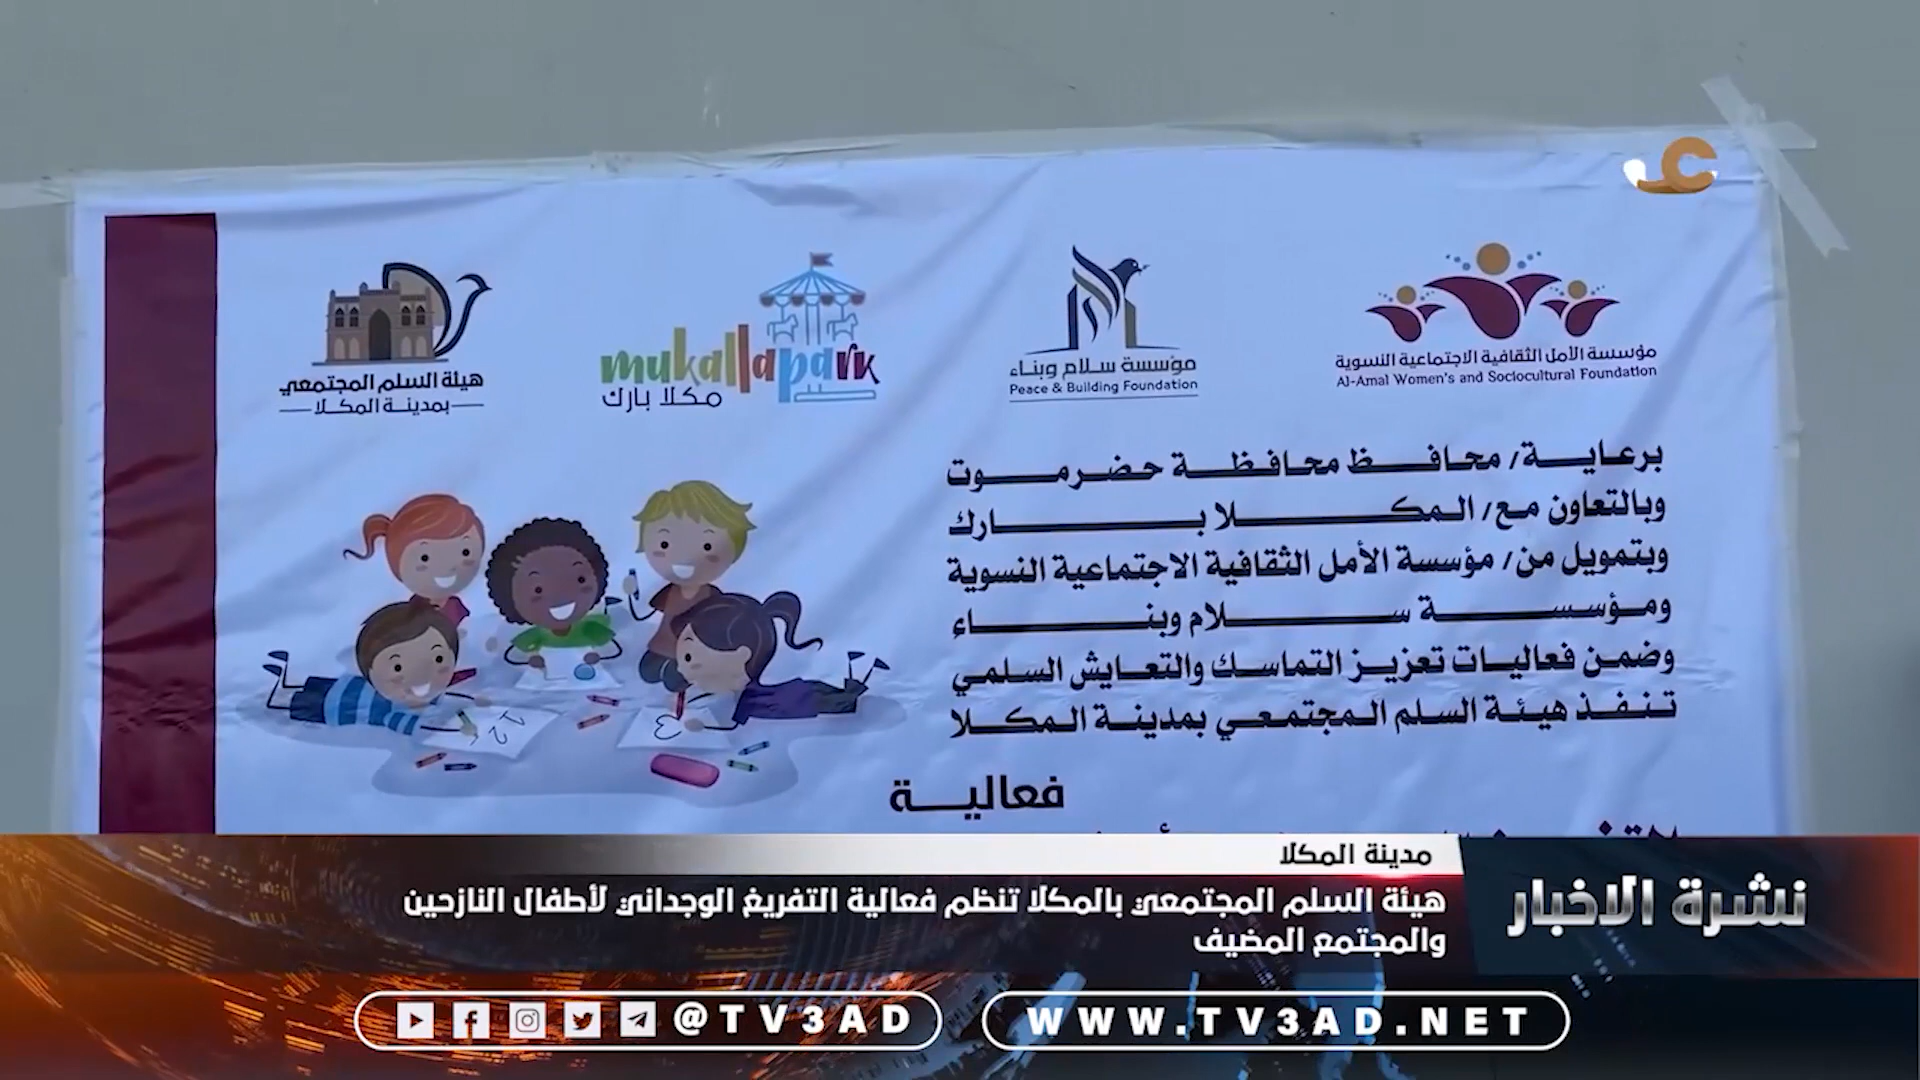 مؤسسة الأمل الثقافية الاجتماعية النسوية
Al-Amal Women's and Sociocultural Foundation
مؤسسة سلام وبناء
Peace & Building Foundation
mukallapark
مكلا بارك
هيئة السلم المجتمعي
بمدينة المكلا
برعاية/ محافظ محافظة حضرموت
وبالتعاون مع/ المكلا بارك
وبتمويل من/ مؤسسة الأمل الثقافية الاجتماعية النسوية
ومؤسسة سلام وبناء
وضمن فعاليات تعزيز التماسك والتعايش السلمي
تنفذ هيئة السلم المجتمعي بمدينة المكلا
فعالية
مدينة المكلا
نشرة الاخبار
هيئة السلم المجتمعي بالمكلا تنظم فعالية التفريغ الوجداني لأطفال النازحين
والمجتمع المضيف
@TV3AD
WWW.TV3AD.NET